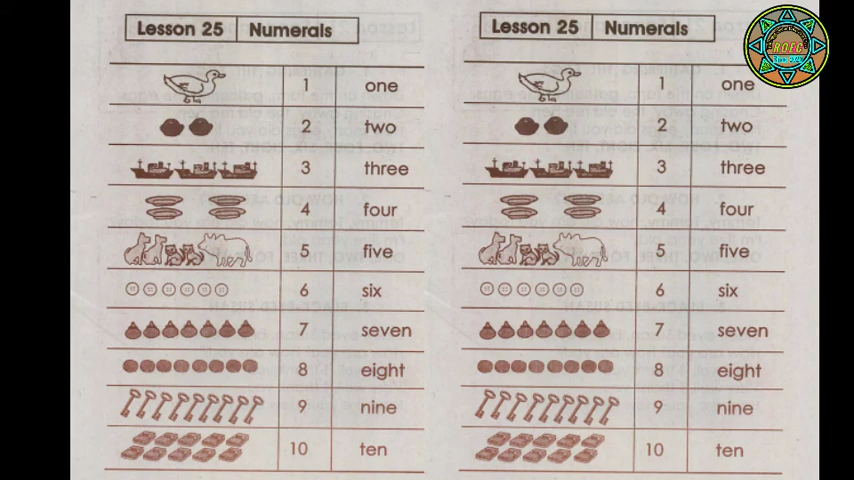 Lesson 25 Numerals
1 one
2 two
3 three
4 four
5 five
6 six
7 seven
8 eight
9 nine
10 ten
Lesson 25 Numerals
1 one
2 two
3 three
4 four
5 five
6 six
7 seven
8 eight
9 nine
10 ten
ROEG